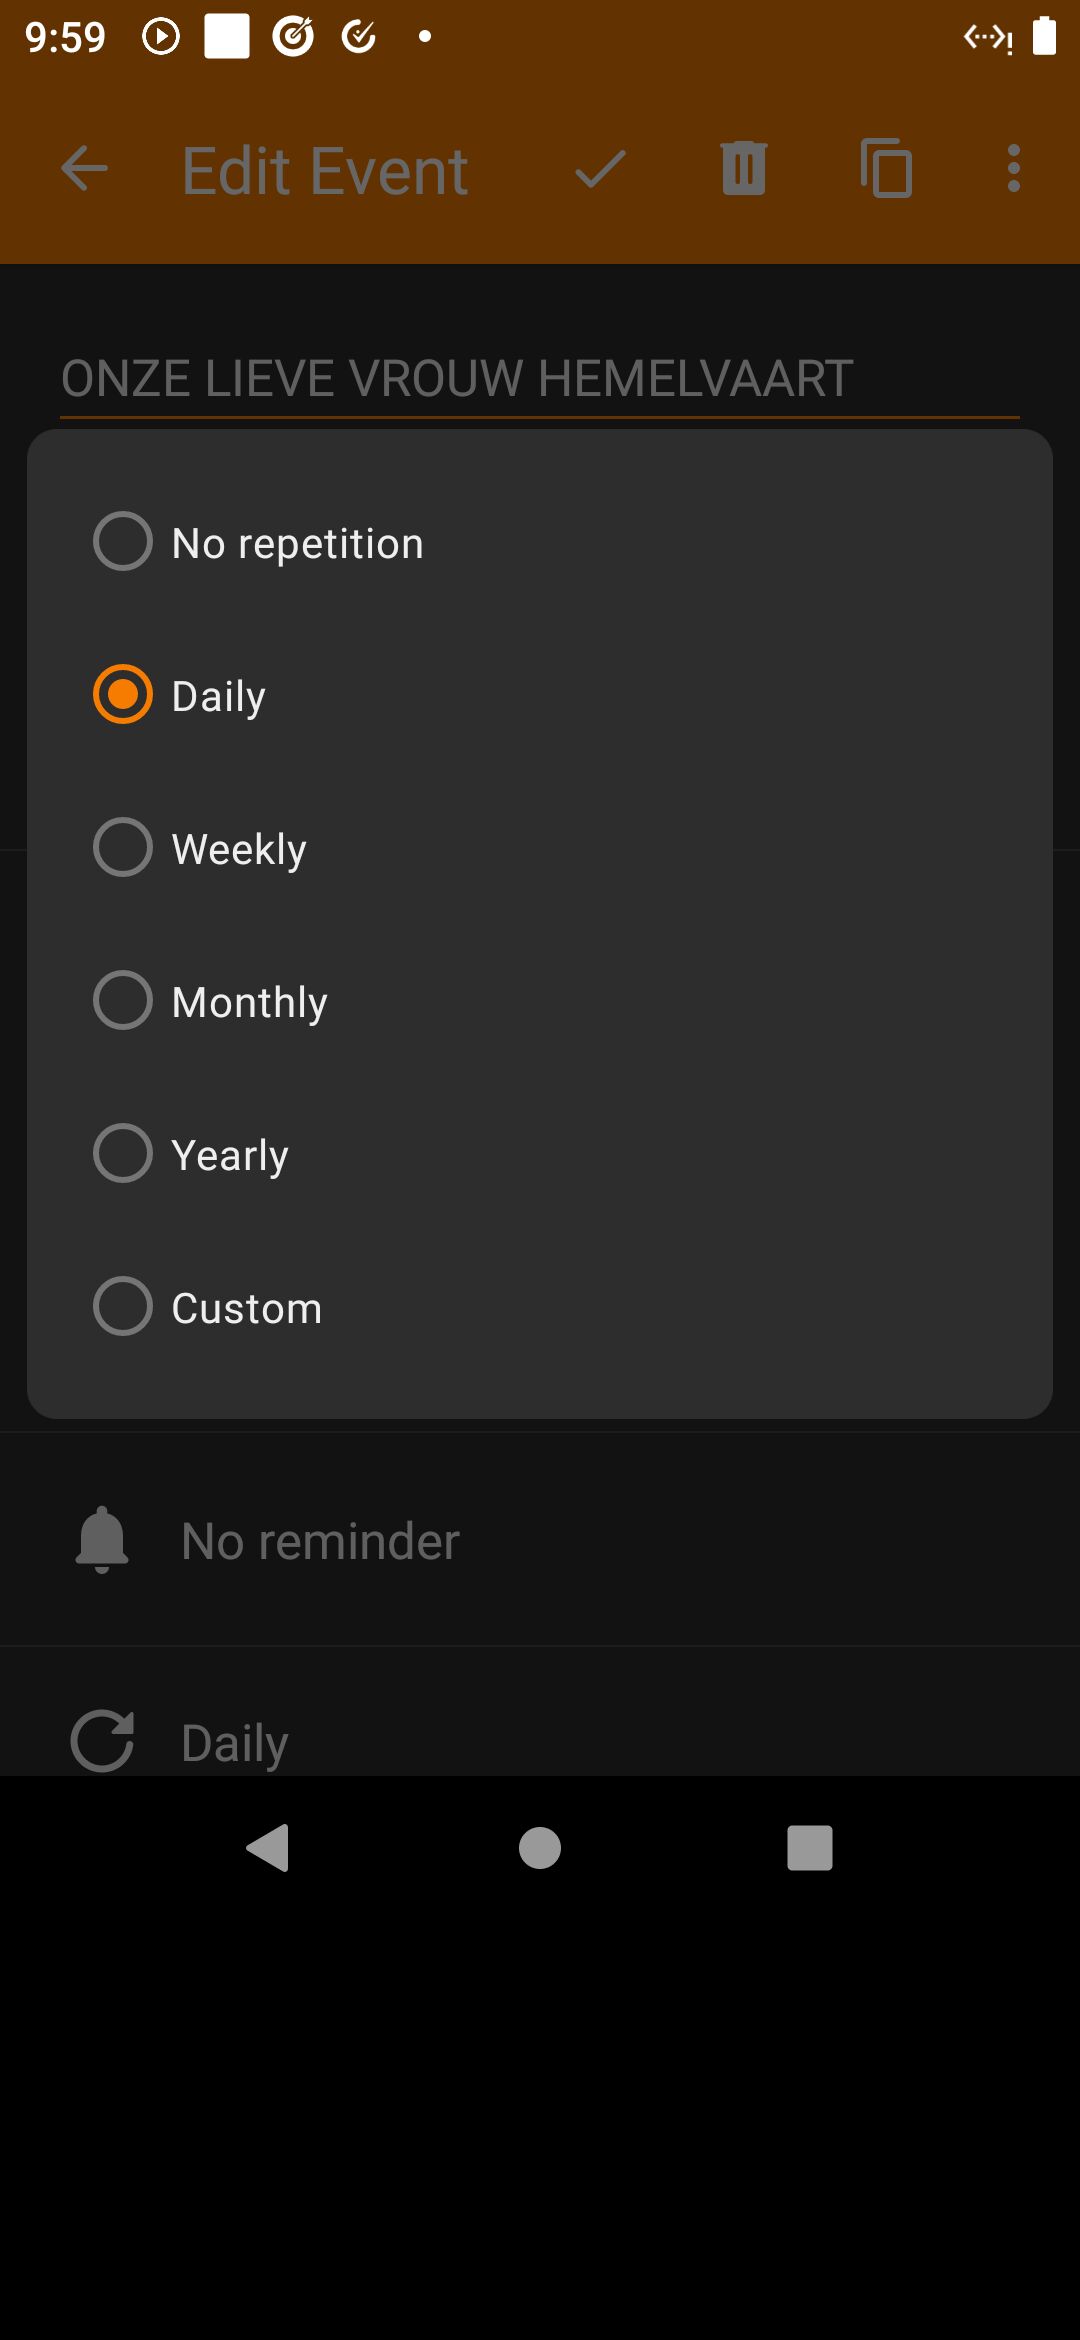 9:59
Edit Event
ONZE LIEVE VROUW HEMELVAART
No repetition
Daily
Weekly
Monthly
Yearly
Custom
No reminder
Daily